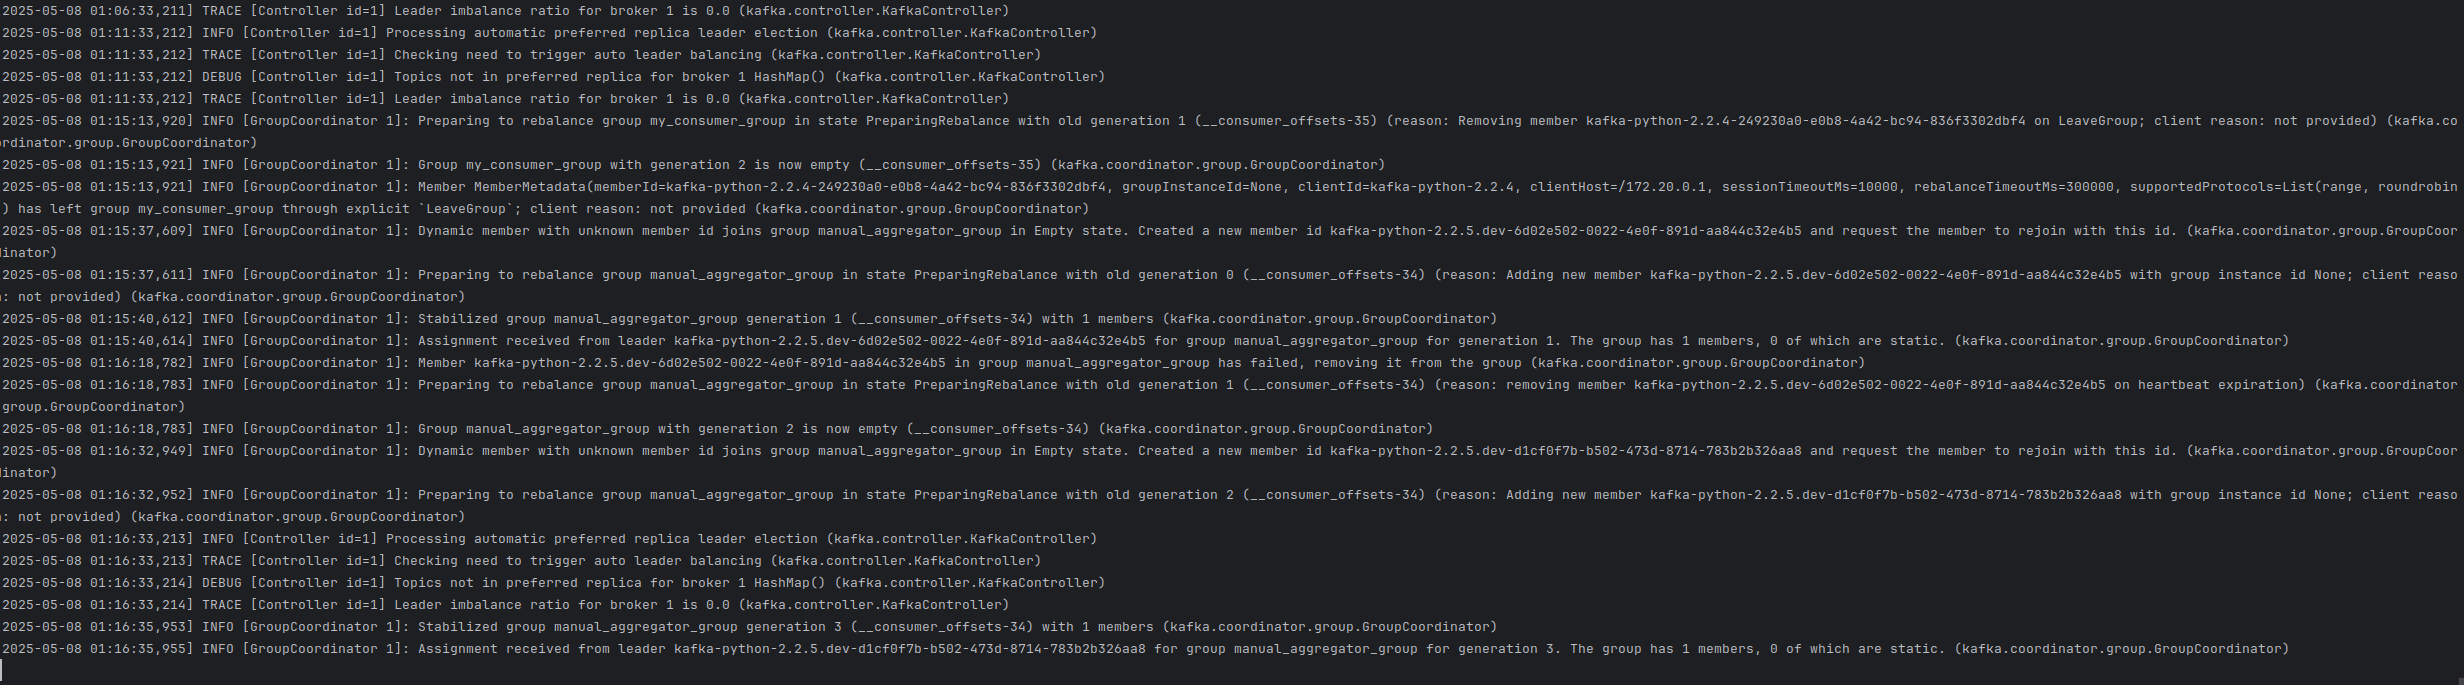 2025-05-08 01:06:33,211] TRACE [Controller id=1] Leader imbalance ratio for broker 1 is 0.0 (kafka.controller.KafkaController)
2025-05-08 01:11:33,212] INFO [Controller id=1] Processing automatic preferred replica leader election (kafka.controller.KafkaController)
2025-05-08 01:11:33,212] TRACE [Controller id=1] Checking need to trigger auto leader balancing (kafka.controller.KafkaController)
2025-05-08 01:11:33,212] DEBUG [Controller id=1] Topics not in preferred replica for broker 1 HashMap() (kafka.controller.KafkaController)
2025-05-08 01:11:33,212] TRACE [Controller id=1] Leader imbalance ratio for broker 1 is 0.0 (kafka.controller.KafkaController)
2025-05-08 01:15:13,920] INFO [GroupCoordinator 1]: Preparing to rebalance group my_consumer_group in state PreparingRebalance with old generation 1 (__consumer_offsets-35) (reason: Removing member kafka-python-2.2.4-249230a0-e0b8-4a42-bc94-836f3302dbf4 on LeaveGroup; client reason: not provided) (kafka.co
rdinator.group.GroupCoordinator)
2025-05-08 01:15:13,921] INFO [GroupCoordinator 1]: Group my_consumer_group with generation 2 is now empty (__consumer_offsets-35) (kafka.coordinator.group.GroupCoordinator)
2025-05-08 01:15:13,921] INFO [GroupCoordinator 1]: Member MemberMetadata(memberId=kafka-python-2.2.4-249230a0-e0b8-4a42-bc94-836f3302dbf4, groupInstanceId=None, clientId=kafka-python-2.2.4, clientHost=/172.20.0.1, sessionTimeoutMs=10000, rebalanceTimeoutMs=300000, supportedProtocols=List(range, roundrobin
) has left group my_consumer_group through explicit `LeaveGroup`; client reason: not provided (kafka.coordinator.group.GroupCoordinator)
2025-05-08 01:15:37,609] INFO [GroupCoordinator 1]: Dynamic member with unknown member id joins group manual_aggregator_group in Empty state. Created a new member id kafka-python-2.2.5.dev-6d02e502-0022-4e0f-891d-aa844c32e4b5 and request the member to rejoin with this id. (kafka.coordinator.group.GroupCoor
dinator)
2025-05-08 01:15:37,611] INFO [GroupCoordinator 1]: Preparing to rebalance group manual_aggregator_group in state PreparingRebalance with old generation 0 (__consumer_offsets-34) (reason: Adding new member kafka-python-2.2.5.dev-6d02e502-0022-4e0f-891d-aa844c32e4b5 with group instance id None; client reaso
: not provided) (kafka.coordinator.group.GroupCoordinator)
2025-05-08 01:15:40,612] INFO [GroupCoordinator 1]: Stabilized group manual_aggregator_group generation 1 (__consumer_offsets-34) with 1 members (kafka.coordinator.group.GroupCoordinator)
2025-05-08 01:15:40,614] INFO [GroupCoordinator 1]: Assignment received from leader kafka-python-2.2.5.dev-6d02e502-0022-4e0f-891d-aa844c32e4b5 for group manual_aggregator_group for generation 1. The group has 1 members, 0 of which are static. (kafka.coordinator.group.GroupCoordinator)
2025-05-08 01:16:18,782] INFO [GroupCoordinator 1]: Member kafka-python-2.2.5.dev-6d02e502-0022-4e0f-891d-aa844c32e4b5 in group manual_aggregator_group has failed, removing it from the group (kafka.coordinator.group.GroupCoordinator)
2025-05-08 01:16:18,783] INFO [GroupCoordinator 1]: Preparing to rebalance group manual_aggregator_group in state PreparingRebalance with old generation 1 (__consumer_offsets-34) (reason: removing member kafka-python-2.2.5.dev-6d02e502-0022-4e0f-891d-aa844c32e4b5 on heartbeat expiration) (kafka.coordinator
group.GroupCoordinator)
2025-05-08 01:16:18,783] INFO [GroupCoordinator 1]: Group manual_aggregator_group with generation 2 is now empty (__consumer_offsets-34) (kafka.coordinator.group.GroupCoordinator)
2025-05-08 01:16:32,949] INFO [GroupCoordinator 1]: Dynamic member with unknown member id joins group manual_aggregator_group in Empty state. Created a new member id kafka-python-2.2.5.dev-d1cf0f7b-b502-473d-8714-783b2b326aa8 and request the member to rejoin with this id. (kafka.coordinator.group.GroupCoor
dinator)
2025-05-08 01:16:32,952] INFO [GroupCoordinator 1]: Preparing to rebalance group manual_aggregator_group in state PreparingRebalance with old generation 2 (__consumer_offsets-34) (reason: Adding new member kafka-python-2.2.5.dev-d1cf0f7b-b502-473d-8714-783b2b326aa8 with group instance id None; client reaso
: not provided) (kafka.coordinator.group.GroupCoordinator)
2025-05-08 01:16:33,213] INFO [Controller id=1] Processing automatic preferred replica leader election (kafka.controller.KafkaController)
2025-05-08 01:16:33,213] TRACE [Controller id=1] Checking need to trigger auto leader balancing (kafka.controller.KafkaController)
2025-05-08 01:16:33,214] DEBUG [Controller id=1] Topics not in preferred replica for broker 1 HashMap() (kafka.controller.KafkaController)
2025-05-08 01:16:33,214] TRACE [Controller id=1] Leader imbalance ratio for broker 1 is 0.0 (kafka.controller.KafkaController)
2025-05-08 01:16:35,953] INFO [GroupCoordinator 1]: Stabilized group manual_aggregator_group generation 3 (__consumer_offsets-34) with 1 members (kafka.coordinator.group.GroupCoordinator)
2025-05-08 01:16:35,955] INFO [GroupCoordinator 1]: Assignment received from leader kafka-python-2.2.5.dev-d1cf0f7b-b502-473d-8714-783b2b326aa8 for group manual_aggregator_group for generation 3. The group has 1 members, 0 of which are static. (kafka.coordinator.group.GroupCoordinator)